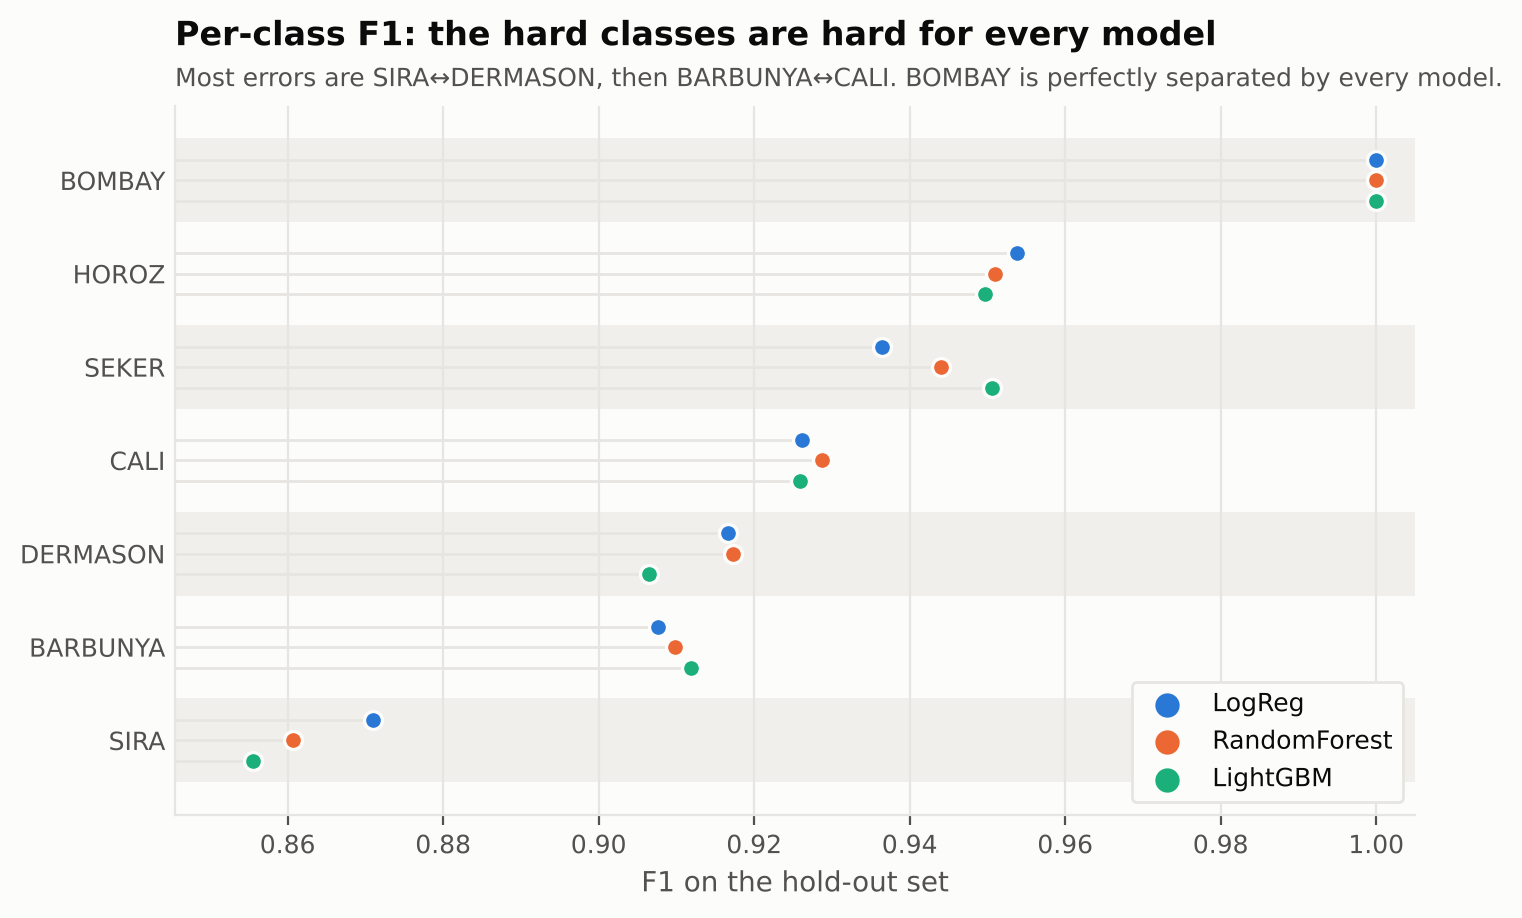 Per-class F1: the hard classes are hard for every model
Most errors are SIRA↔DERMASON, then BARBUNYA↔CALI. BOMBAY is perfectly separated by every model.
BOMBAY
HOROZ
SEKER
CALI
DERMASON
BARBUNYA
SIRA
LogReg
RandomForest
LightGBM
0.86 0.88 0.90 0.92 0.94 0.96 0.98 1.00
F1 on the hold-out set